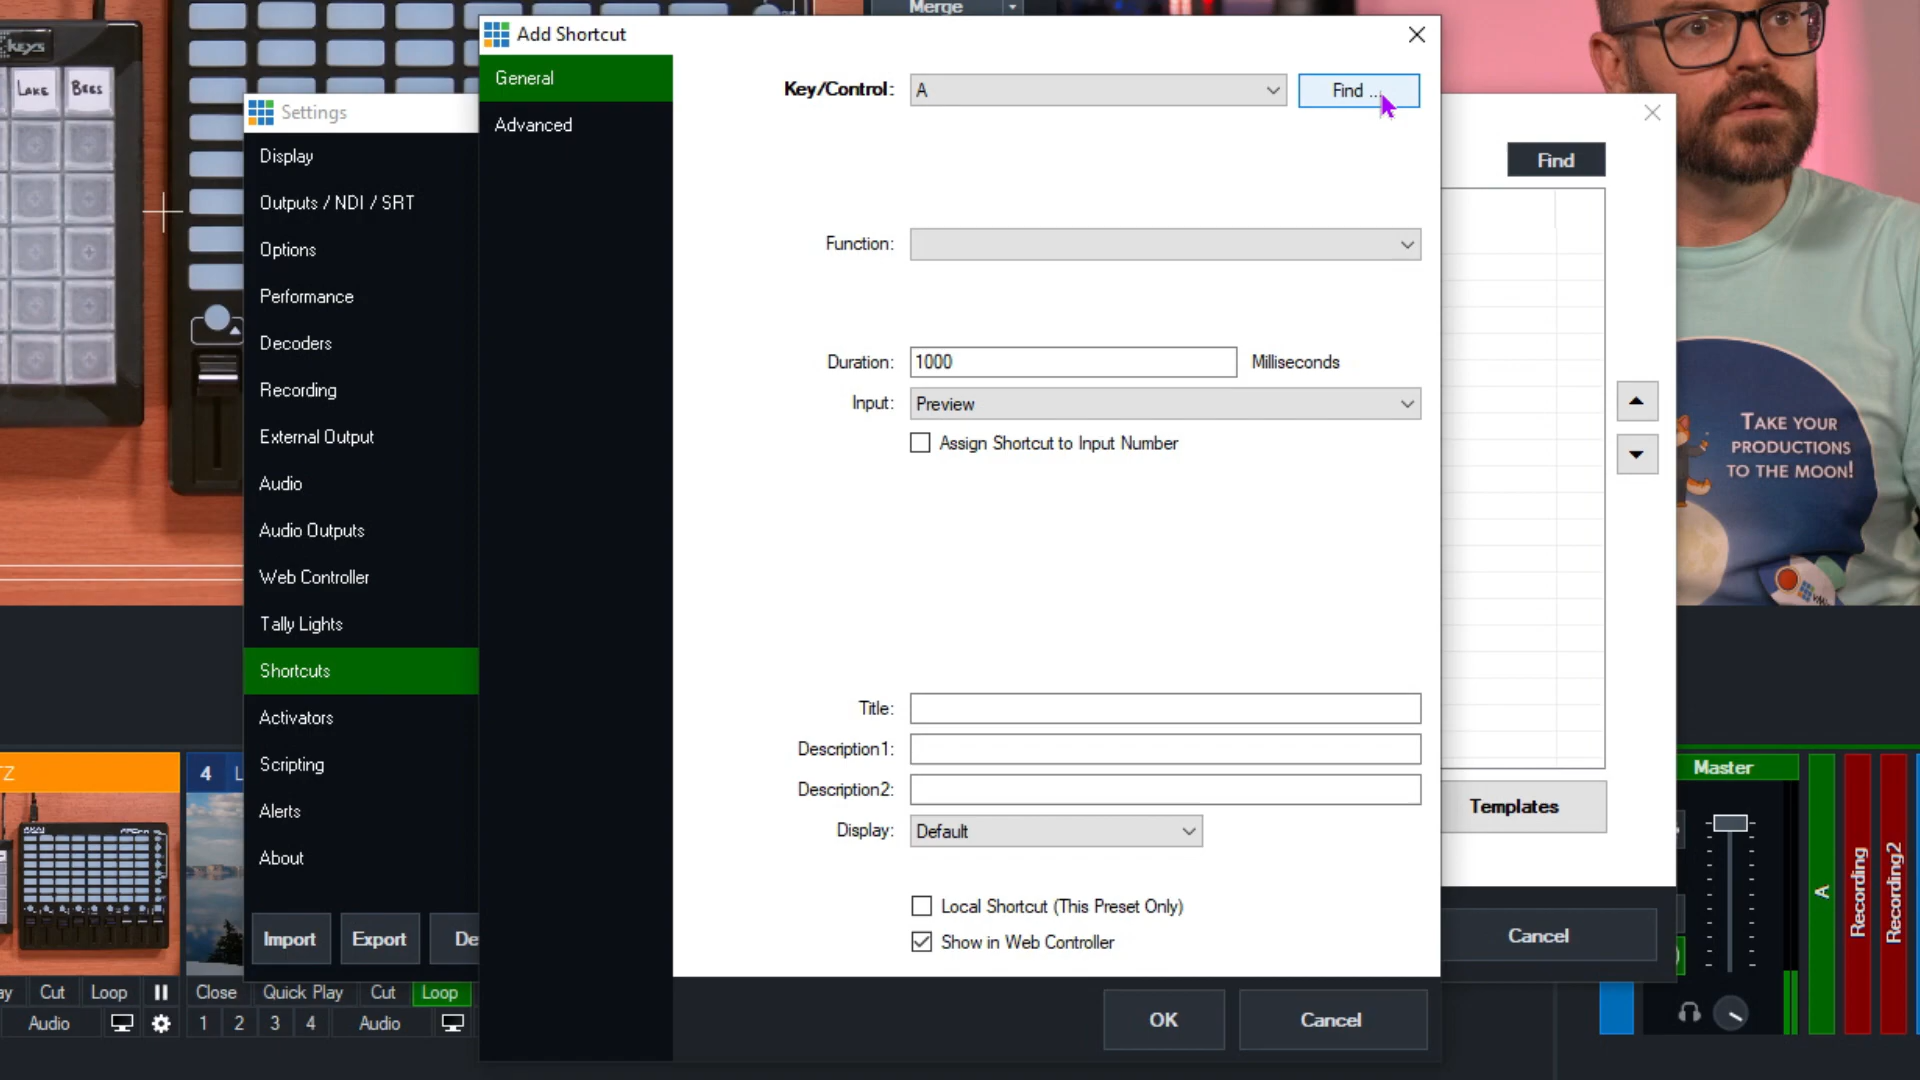 Merge
keys
LAKE
BEES
Add Shortcut
General
Advanced
Key/Control:
A
Find ...
Settings
Display
Outputs / NDI / SRT
Options
Performance
Decoders
Recording
External Output
Audio
Audio Outputs
Web Controller
Tally Lights
Shortcuts
Activators
Scripting
Alerts
About
Import
Export
De
Find
Function:
Duration:
1000
Milliseconds
Input:
Preview
Assign Shortcut to Input Number
Title:
Description1:
Description2:
Display:
Default
Local Shortcut (This Preset Only)
Show in Web Controller
OK
Cancel
Templates
Cancel
TAKE YOUR
PRODUCTIONS
TO THE MOON!
TZ
4
L
AKAI
ay
Cut
Loop
Close
Quick Play
Cut
Loop
Audio
1
2
3
4
Audio
Master
A
Recording
Recording2